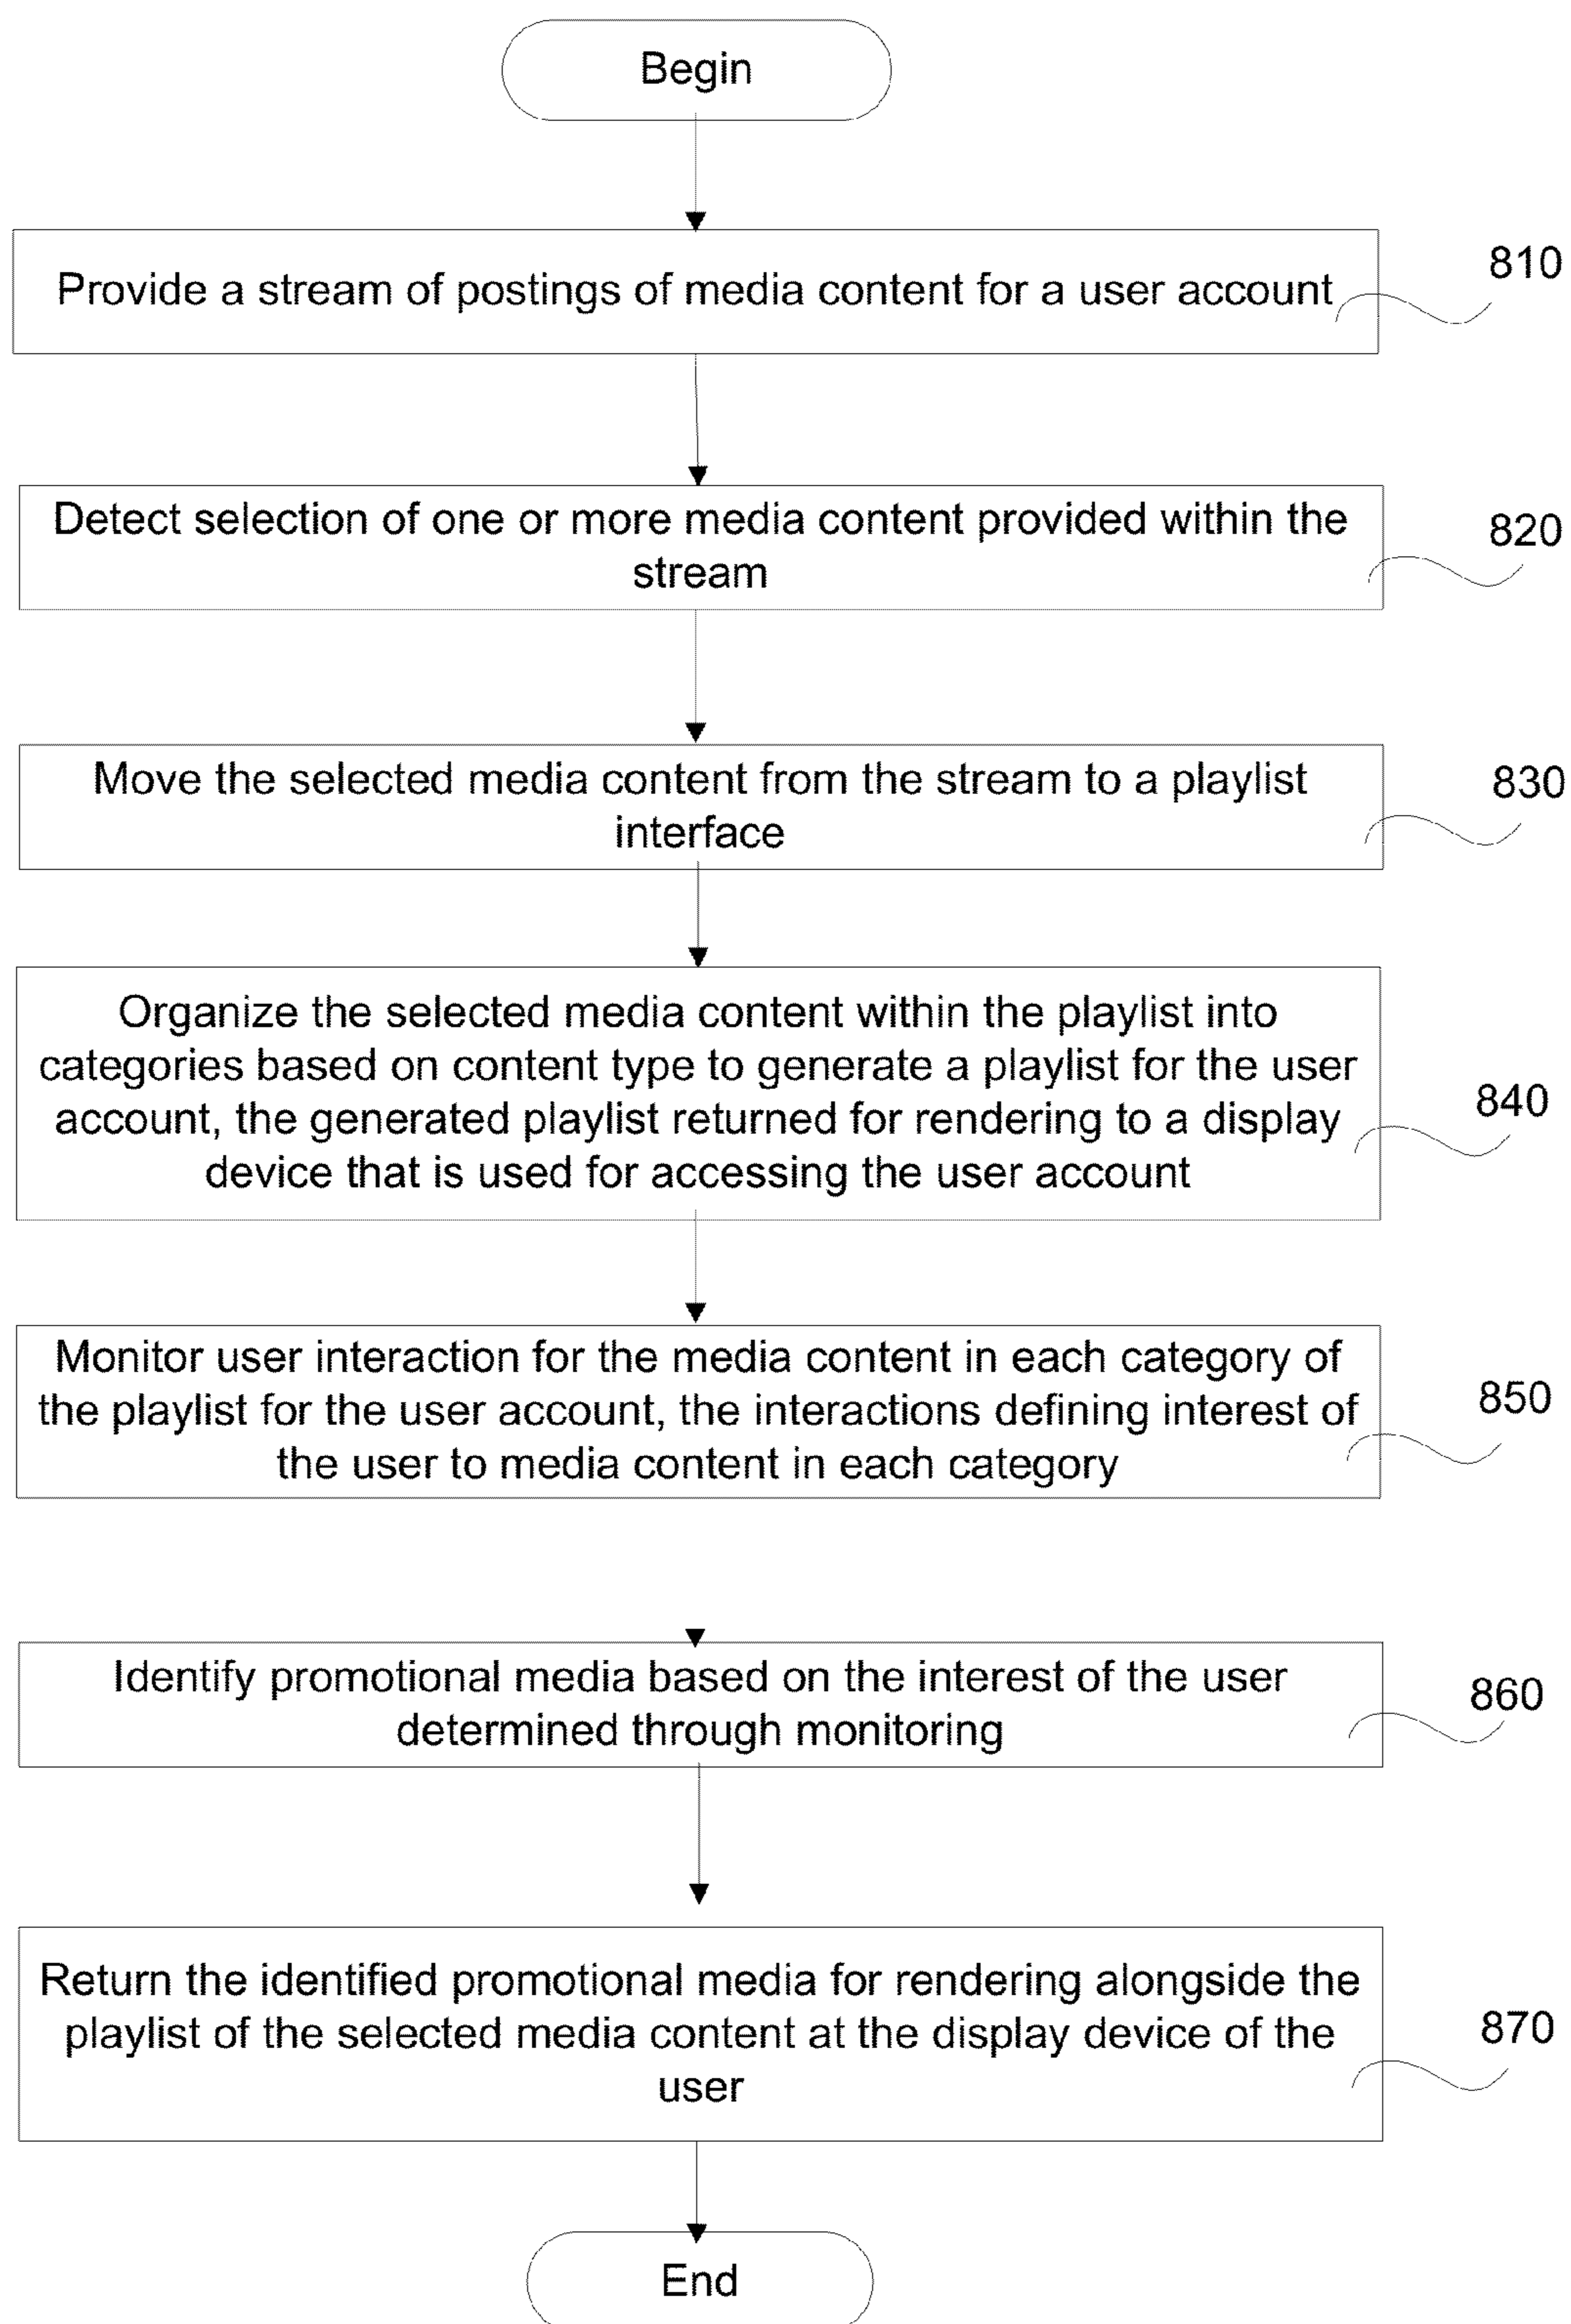 Begin
Provide a stream of postings of media content for a user account
810
Detect selection of one or more media content provided within the
stream
820
Move the selected media content from the stream to a playlist
interface
830
Organize the selected media content within the playlist into
categories based on content type to generate a playlist for the user
account, the generated playlist returned for rendering to a display
device that is used for accessing the user account
840
Monitor user interaction for the media content in each category of
the playlist for the user account, the interactions defining interest of
the user to media content in each category
850
Identify promotional media based on the interest of the user
determined through monitoring
860
Return the identified promotional media for rendering alongside the
playlist of the selected media content at the display device of the
user
870
End